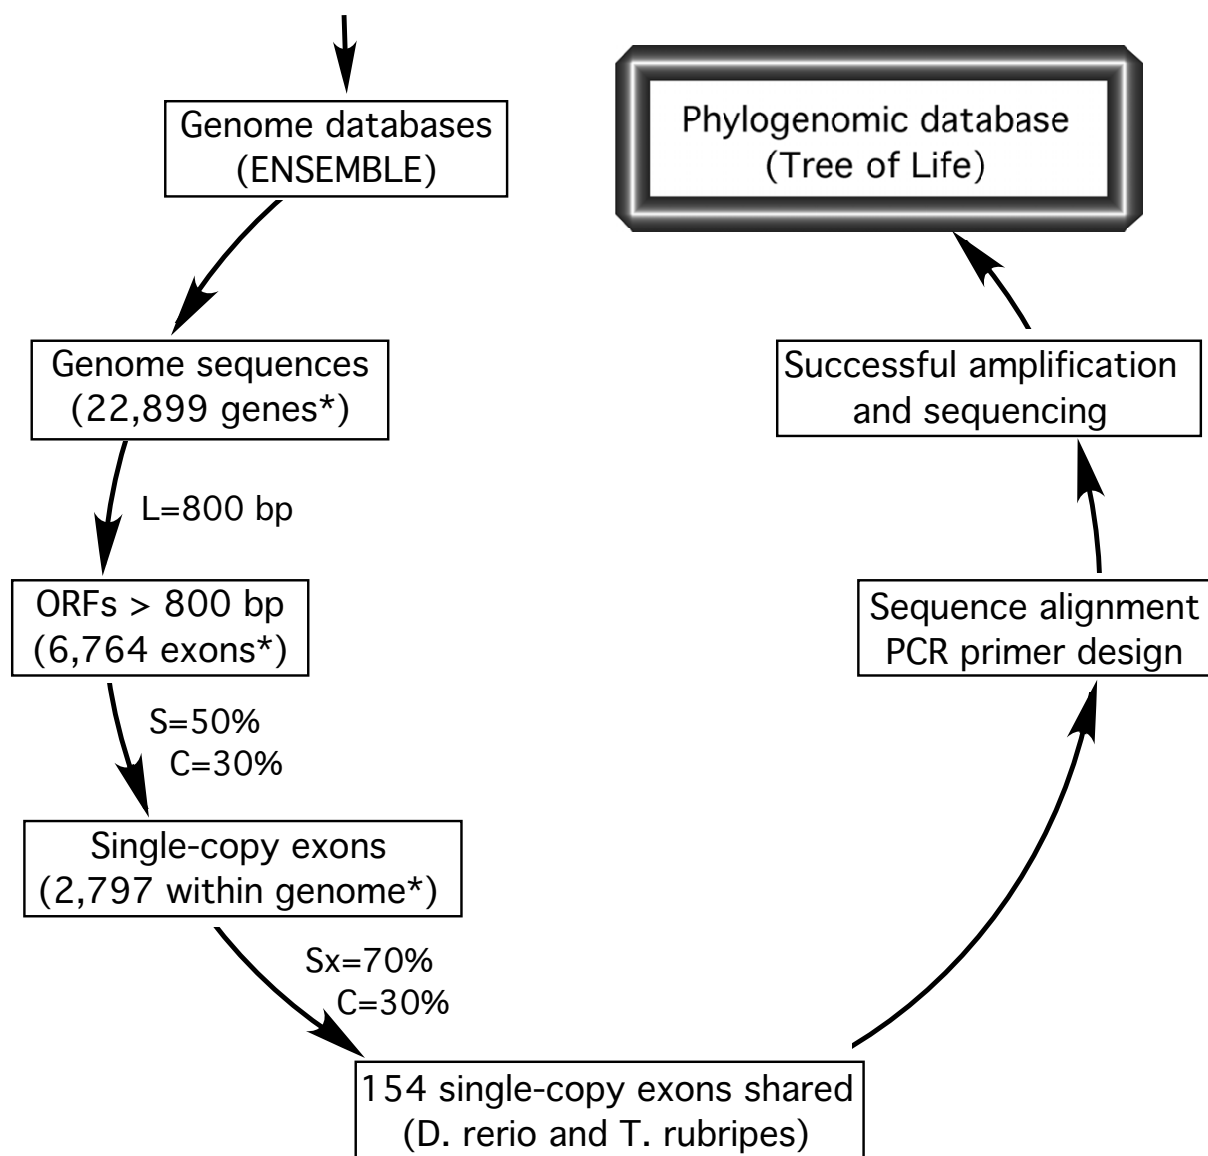 Genome databases
(ENSEMBLE)
Genome sequences
(22,899 genes*)
L=800 bp
ORFs > 800 bp
(6,764 exons*)
S=50%
C=30%
Single-copy exons
(2,797 within genome*)
Sx=70%
C=30%
154 single-copy exons shared
(D. rerio and T. rubripes)
Sequence alignment
PCR primer design
Successful amplification
and sequencing
Phylogenomic database
(Tree of Life)